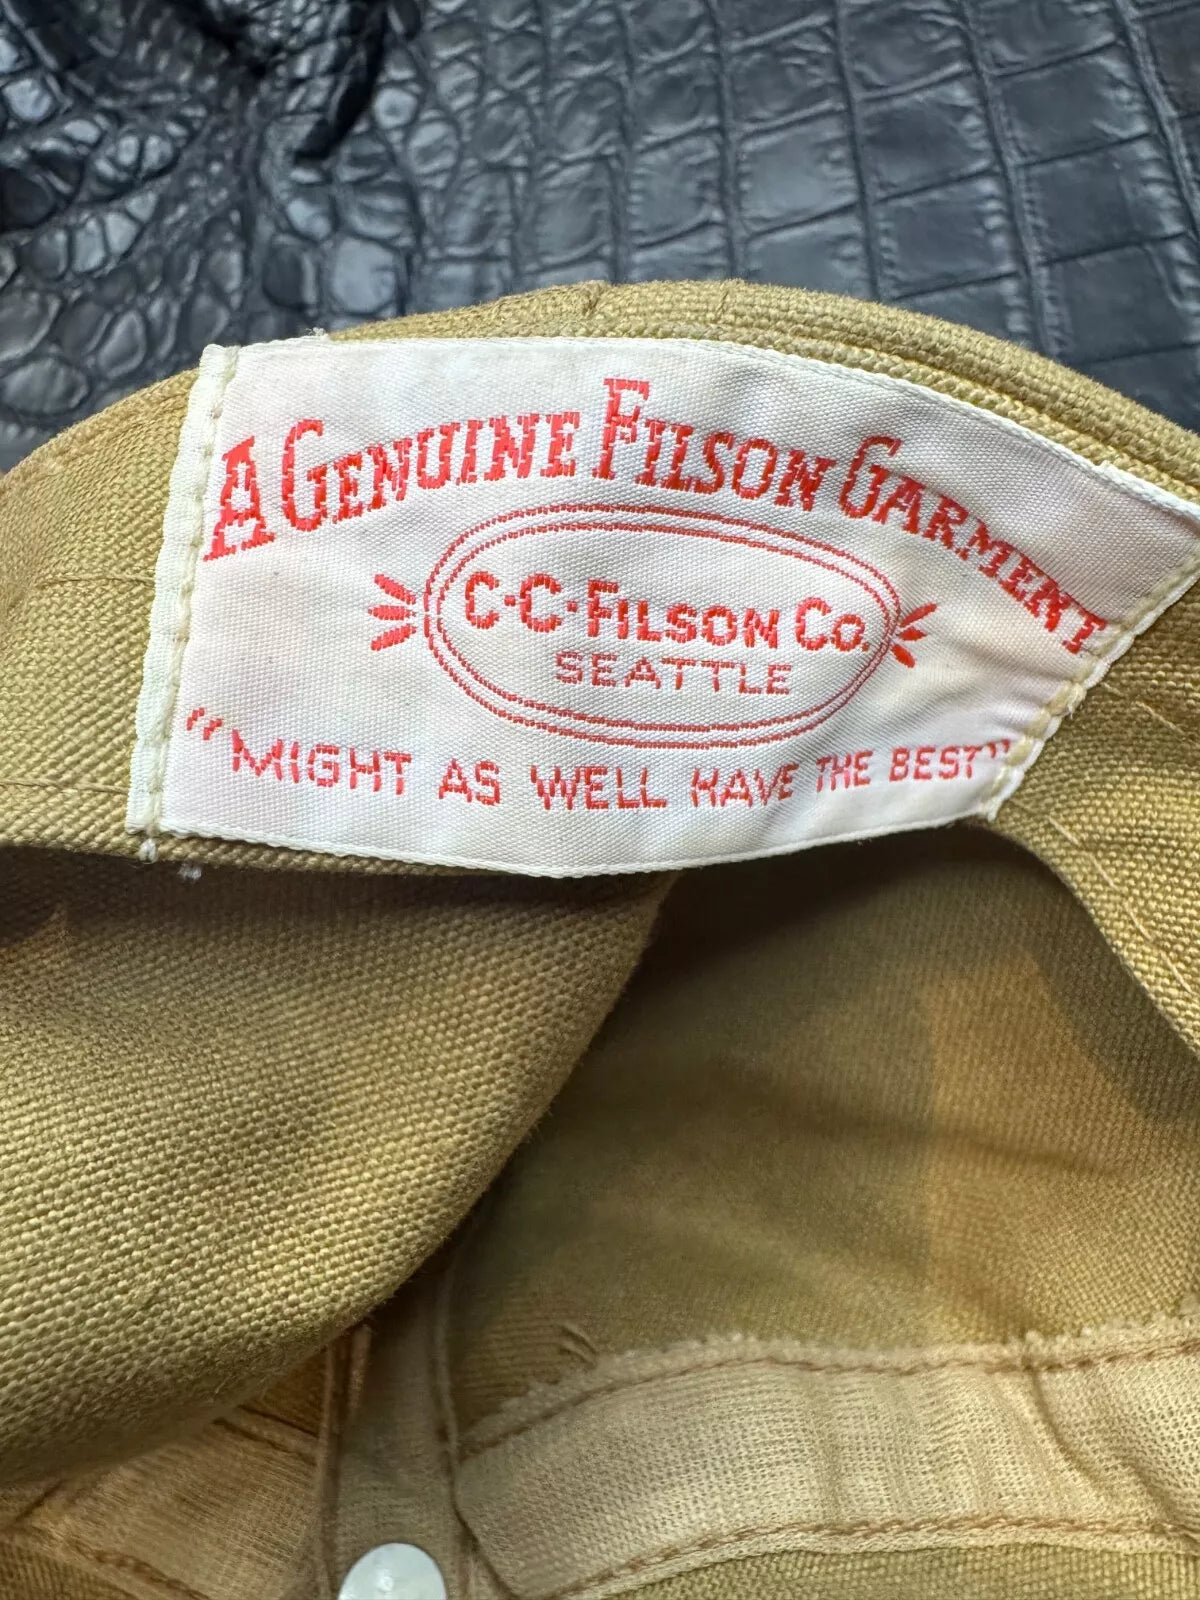 A GENUINE FILSON GARMENT
C·C·FILSON CO.
SEATTLE
"MIGHT AS WELL HAVE THE BEST"